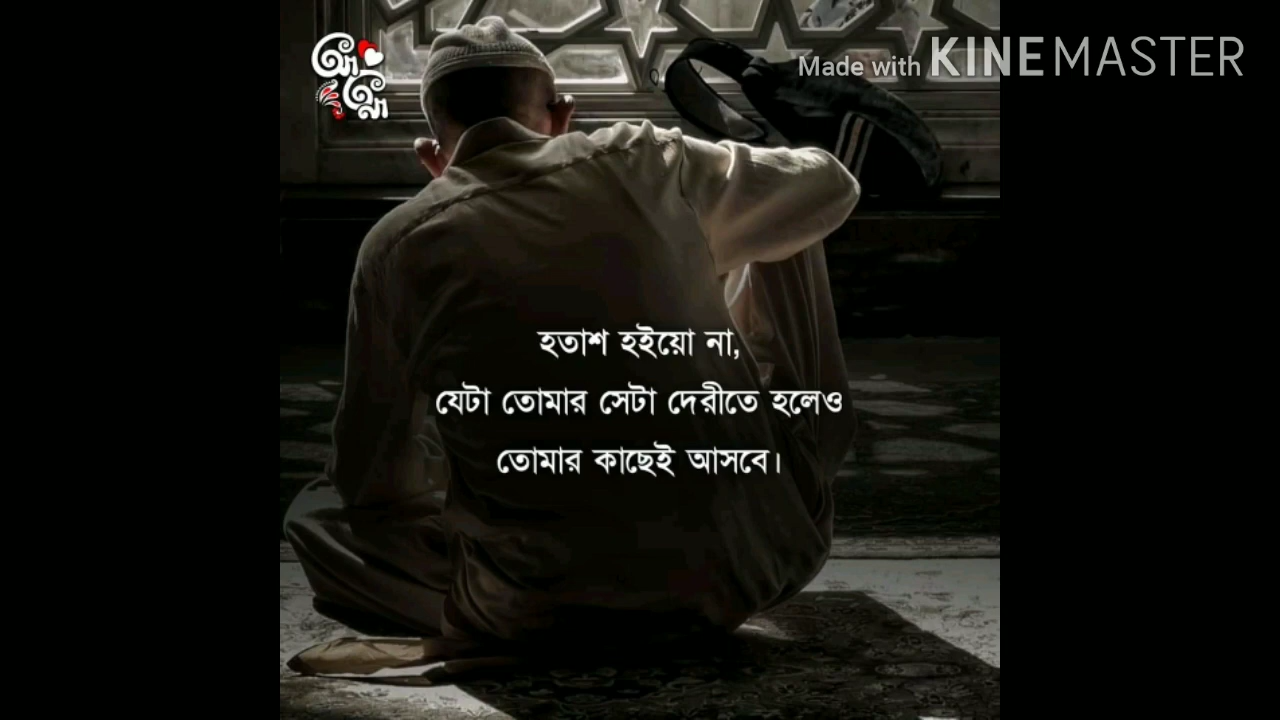 Made with KINEMASTER
হতাশ হইয়ো না,
যেটা তোমার সেটা দেরীতে হলেও
তোমার কাছেই আসবে।